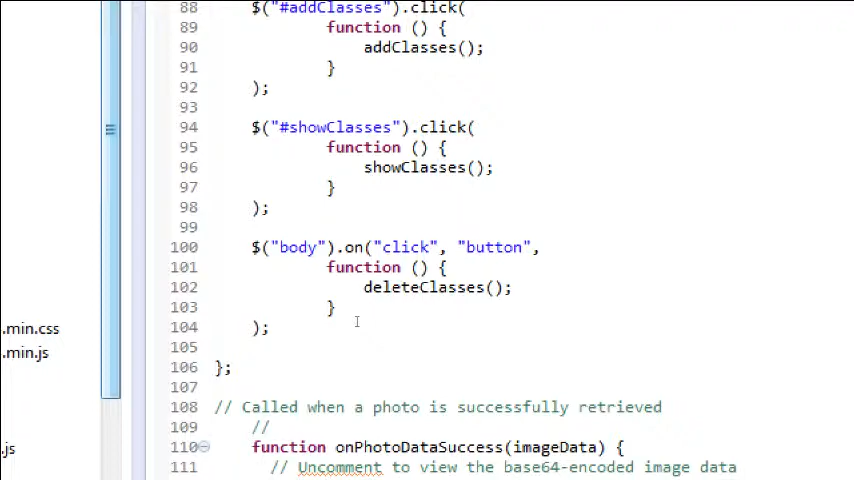 88 $("#addClasses").click(
89 function () {
90 addClasses();
91 }
92 );
93
94 $("#showClasses").click(
95 function () {
96 showClasses();
97 }
98 );
99
100 $("body").on("click", "button",
101 function () {
102 deleteClasses();
103 }
.min.css
104 );
.min.js
105
106 };
107
108 // Called when a photo is successfully retrieved
109 //
.js
110 function onPhotoDataSuccess(imageData) {
111 // Uncomment to view the base64-encoded image data